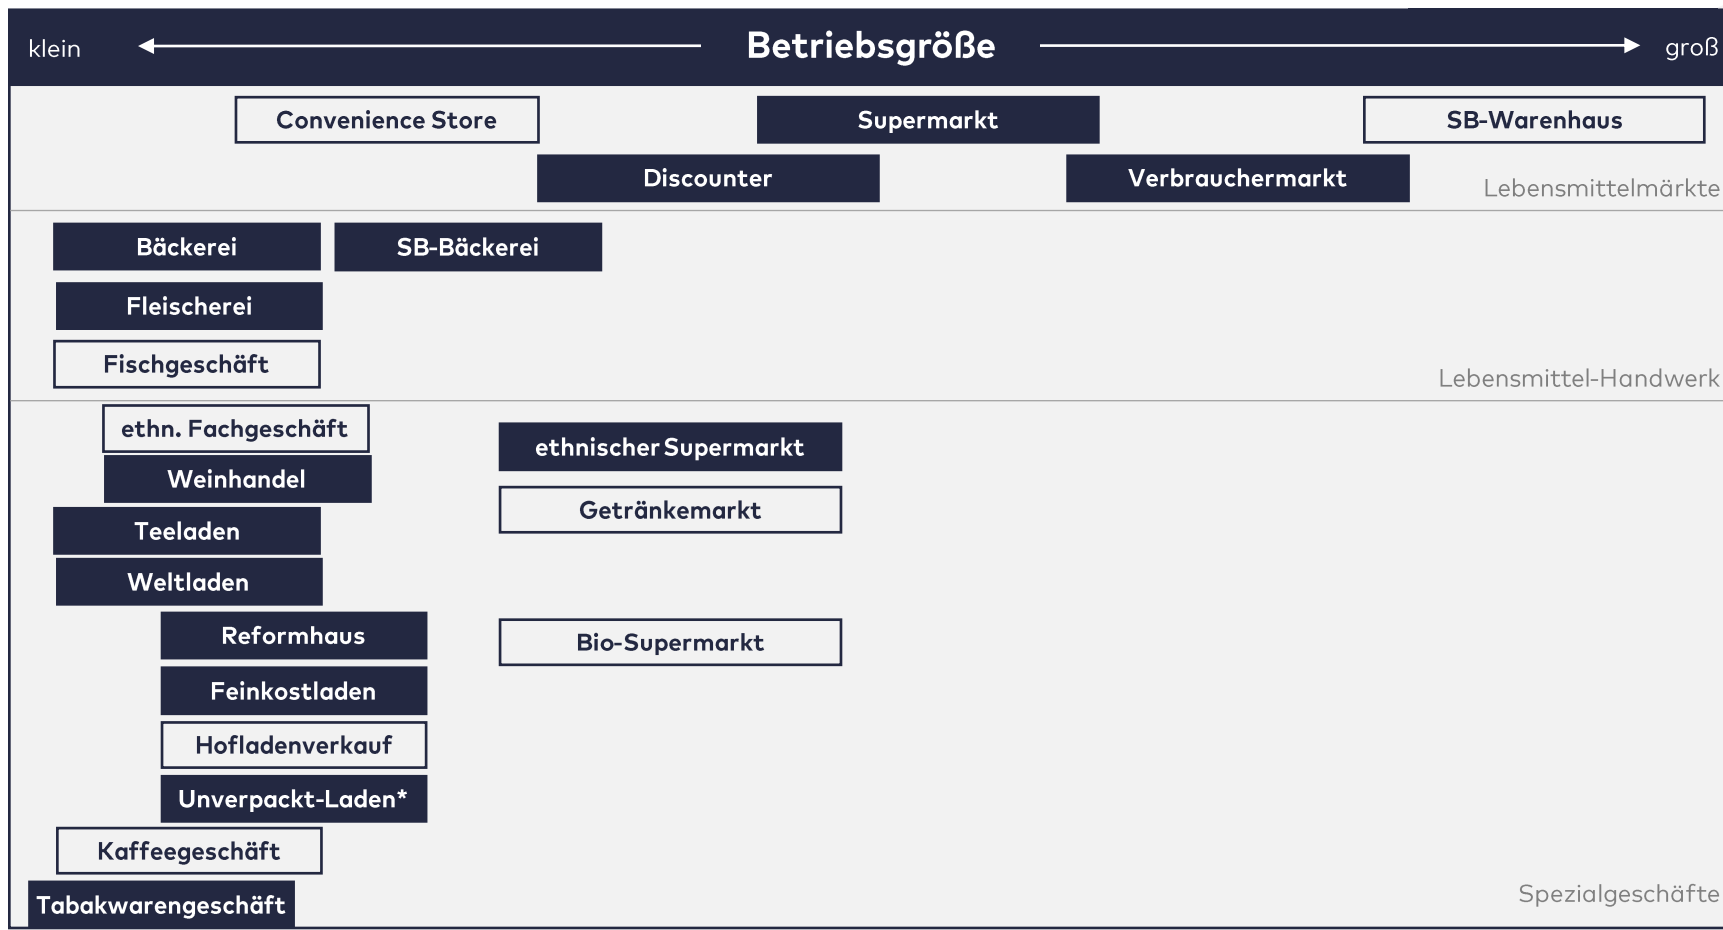 klein
Betriebsgröße
groß
Convenience Store
Supermarkt
SB-Warenhaus
Discounter
Verbrauchermarkt
Lebensmittelmärkte
Bäckerei
SB-Bäckerei
Fleischerei
Fischgeschäft
Lebensmittel-Handwerk
ethn. Fachgeschäft
ethnischer Supermarkt
Weinhandel
Getränkemarkt
Teeladen
Weltladen
Reformhaus
Bio-Supermarkt
Feinkostladen
Hofladenverkauf
Unverpackt-Laden*
Kaffeegeschäft
Spezialgeschäfte
Tabakwarengeschäft